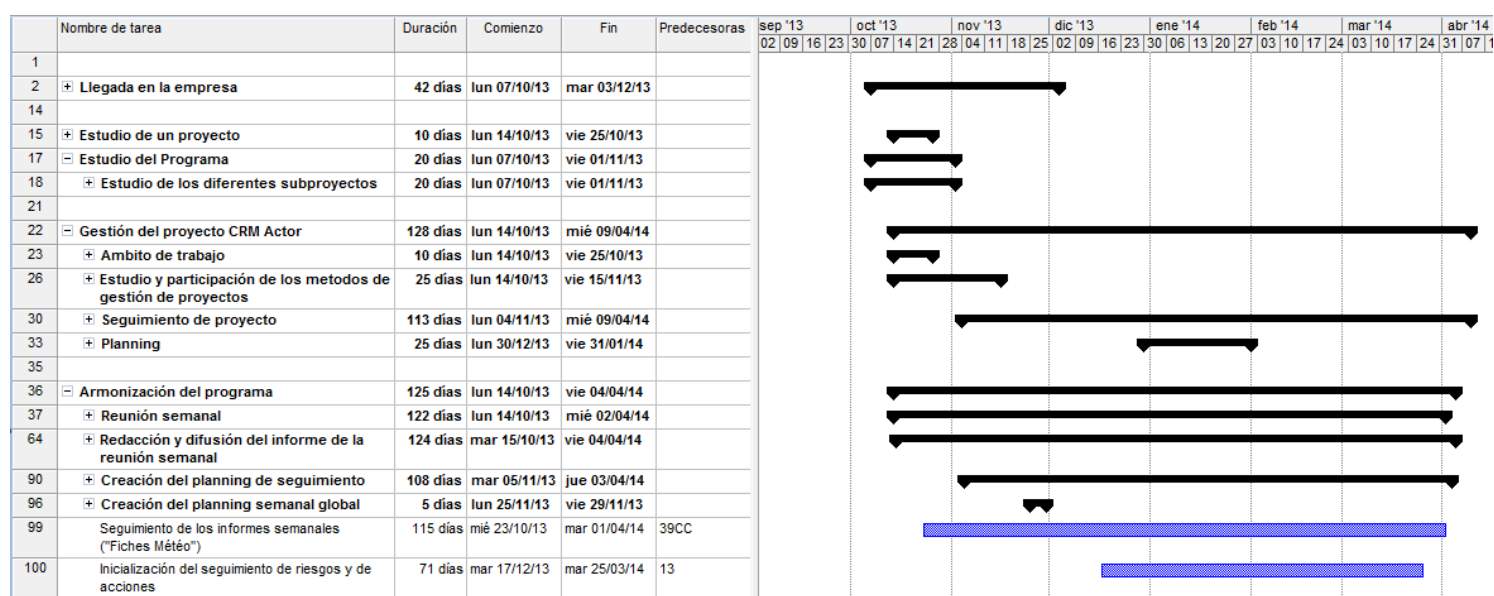 Nombre de tarea Duración Comienzo Fin Predecesoras sep '13 oct '13 nov '13 dic '13 ene '14 feb '14 mar '14 abr '14
02 09 16 23 30 07 14 21 28 04 11 18 25 02 09 16 23 30 06 13 20 27 03 10 17 24 03 10 17 24 31 07
1
2 Llegada en la empresa 42 días lun 07/10/13 mar 03/12/13
14
15 Estudio de un proyecto 10 días lun 14/10/13 vie 25/10/13
17 Estudio del Programa 20 días lun 07/10/13 vie 01/11/13
18 Estudio de los diferentes subproyectos 20 días lun 07/10/13 vie 01/11/13
21
22 Gestión del proyecto CRM Actor 128 días lun 14/10/13 mié 09/04/14
23 Ambito de trabajo 10 días lun 14/10/13 vie 25/10/13
26 Estudio y participación de los metodos de 25 días lun 14/10/13 vie 15/11/13
gestión de proyectos
30 Seguimiento de proyecto 113 días lun 04/11/13 mié 09/04/14
33 Planning 25 días lun 30/12/13 vie 31/01/14
35
36 Armonización del programa 125 días lun 14/10/13 vie 04/04/14
37 Reunión semanal 122 días lun 14/10/13 mié 02/04/14
64 Redacción y difusión del informe de la 124 días mar 15/10/13 vie 04/04/14
reunión semanal
90 Creación del planning de seguimiento 108 días mar 05/11/13 jue 03/04/14
96 Creación del planning semanal global 5 días lun 25/11/13 vie 29/11/13
99 Seguimiento de los informes semanales 115 días mié 23/10/13 mar 01/04/14 39CC
("Fiches Météo")
100 Inicialización del seguimiento de riesgos y de 71 días mar 17/12/13 mar 25/03/14 13
acciones